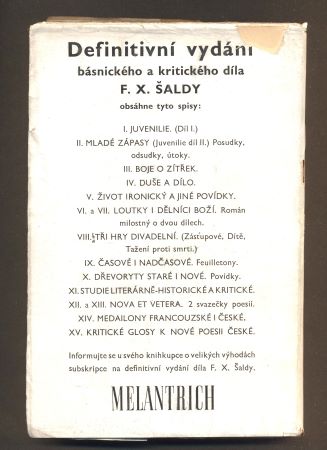 Definitivní vydání
básnického a kritického díla
F. X. ŠALDY
obsáhne tyto spisy:
I. JUVENILIE. (Díl I.)
II. MLADÉ ZÁPASY (Juvenilie díl II.) Posudky,
odsudky, útoky.
III. BOJE O ZÍTŘEK.
IV. DUŠE A DÍLO.
V. ŽIVOT IRONICKÝ A JINÉ POVÍDKY.
VI. a VII. LOUTKY I DĚLNÍCI BOŽÍ. Román
milostný o dvou dílech.
VIII. TŘI HRY DIVADELNÍ. (Zástupové, Dítě,
Tažení proti smrti.)
IX. ČASOVÉ I NADČASOVÉ. Feuilletony.
X. DŘEVORYTY STARÉ I NOVÉ. Povídky.
XI. STUDIE LITERÁRNĚ-HISTORICKÉ A KRITICKÉ.
XII. a XIII. NOVA ET VETERA. 2 svazečky poesií.
XIV. MEDAILONY FRANCOUZSKÉ I ČESKÉ.
XV. KRITICKÉ GLOSY K NOVÉ POESII ČESKÉ.
Informujte se u svého knihkupce o velikých výhodách
subskripce na definitivní vydání díla F. X. Šaldy.
MELANTRICH